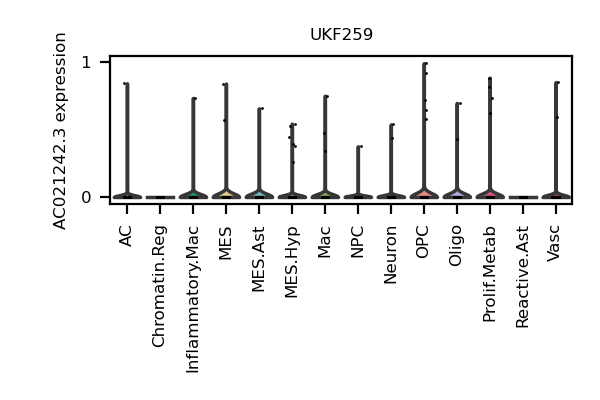 UKF259
AC021242.3 expression
1
0
AC
Chromatin.Reg
Inflammatory.Mac
MES
MES.Ast
MES.Hyp
Mac
NPC
Neuron
OPC
Oligo
Prolif.Metab
Reactive.Ast
Vasc